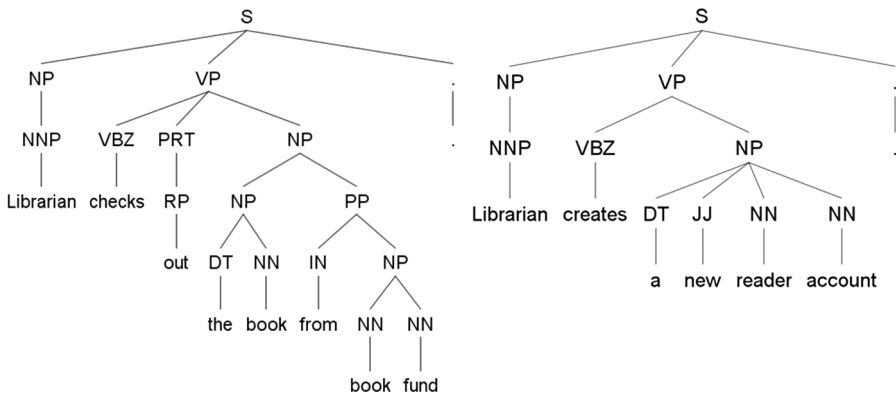 S
NP VP .
NNP VBZ PRT NP .
Librarian checks RP NP PP
out DT NN IN NP
the book from NN NN
book fund
S
NP VP .
NNP VBZ NP .
Librarian creates DT JJ NN NN
a new reader account